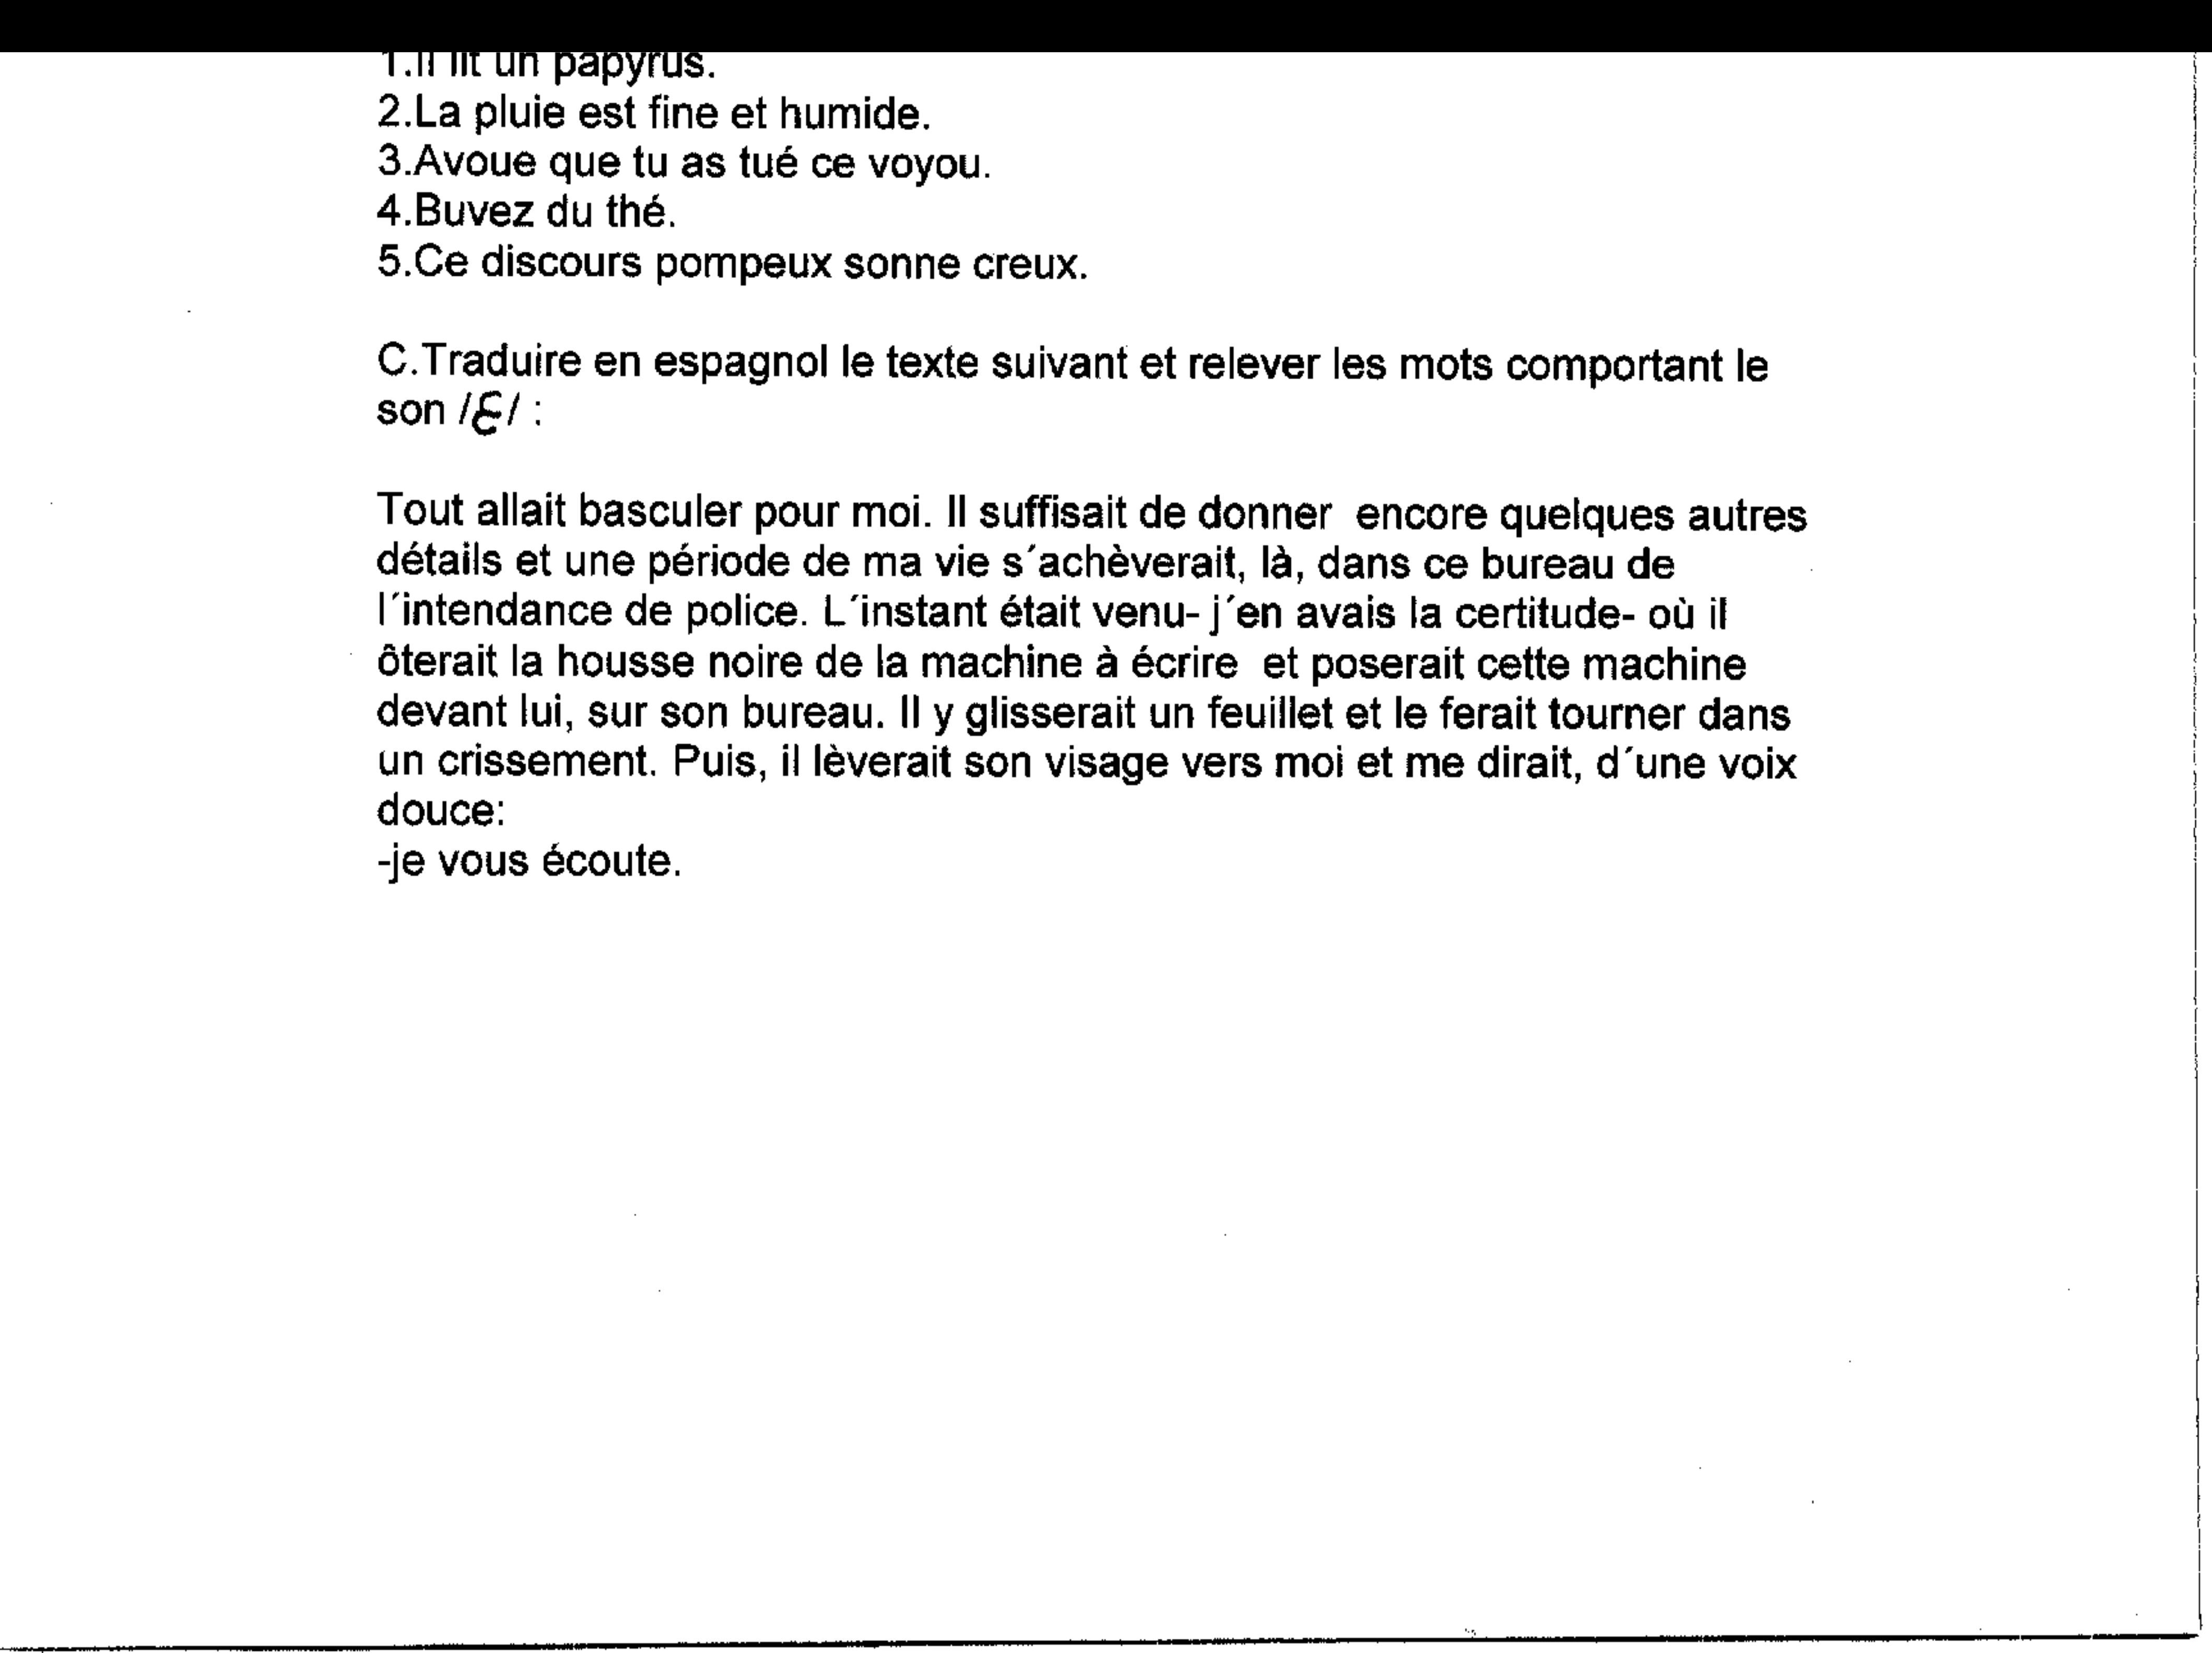 1.Il lit un papyrus.
2.La pluie est fine et humide.
3.Avoue que tu as tué ce voyou.
4.Buvez du thé.
5.Ce discours pompeux sonne creux.
C.Traduire en espagnol le texte suivant et relever les mots comportant le
son /Ɛ/ :
Tout allait basculer pour moi. Il suffisait de donner  encore quelques autres
détails et une période de ma vie s´achèverait, là, dans ce bureau de
l´intendance de police. L´instant était venu- j´en avais la certitude- où il
ôterait la housse noire de la machine à écrire  et poserait cette machine
devant lui, sur son bureau. Il y glisserait un feuillet et le ferait tourner dans
un crissement. Puis, il lèverait son visage vers moi et me dirait, d´une voix
douce:
-je vous écoute.